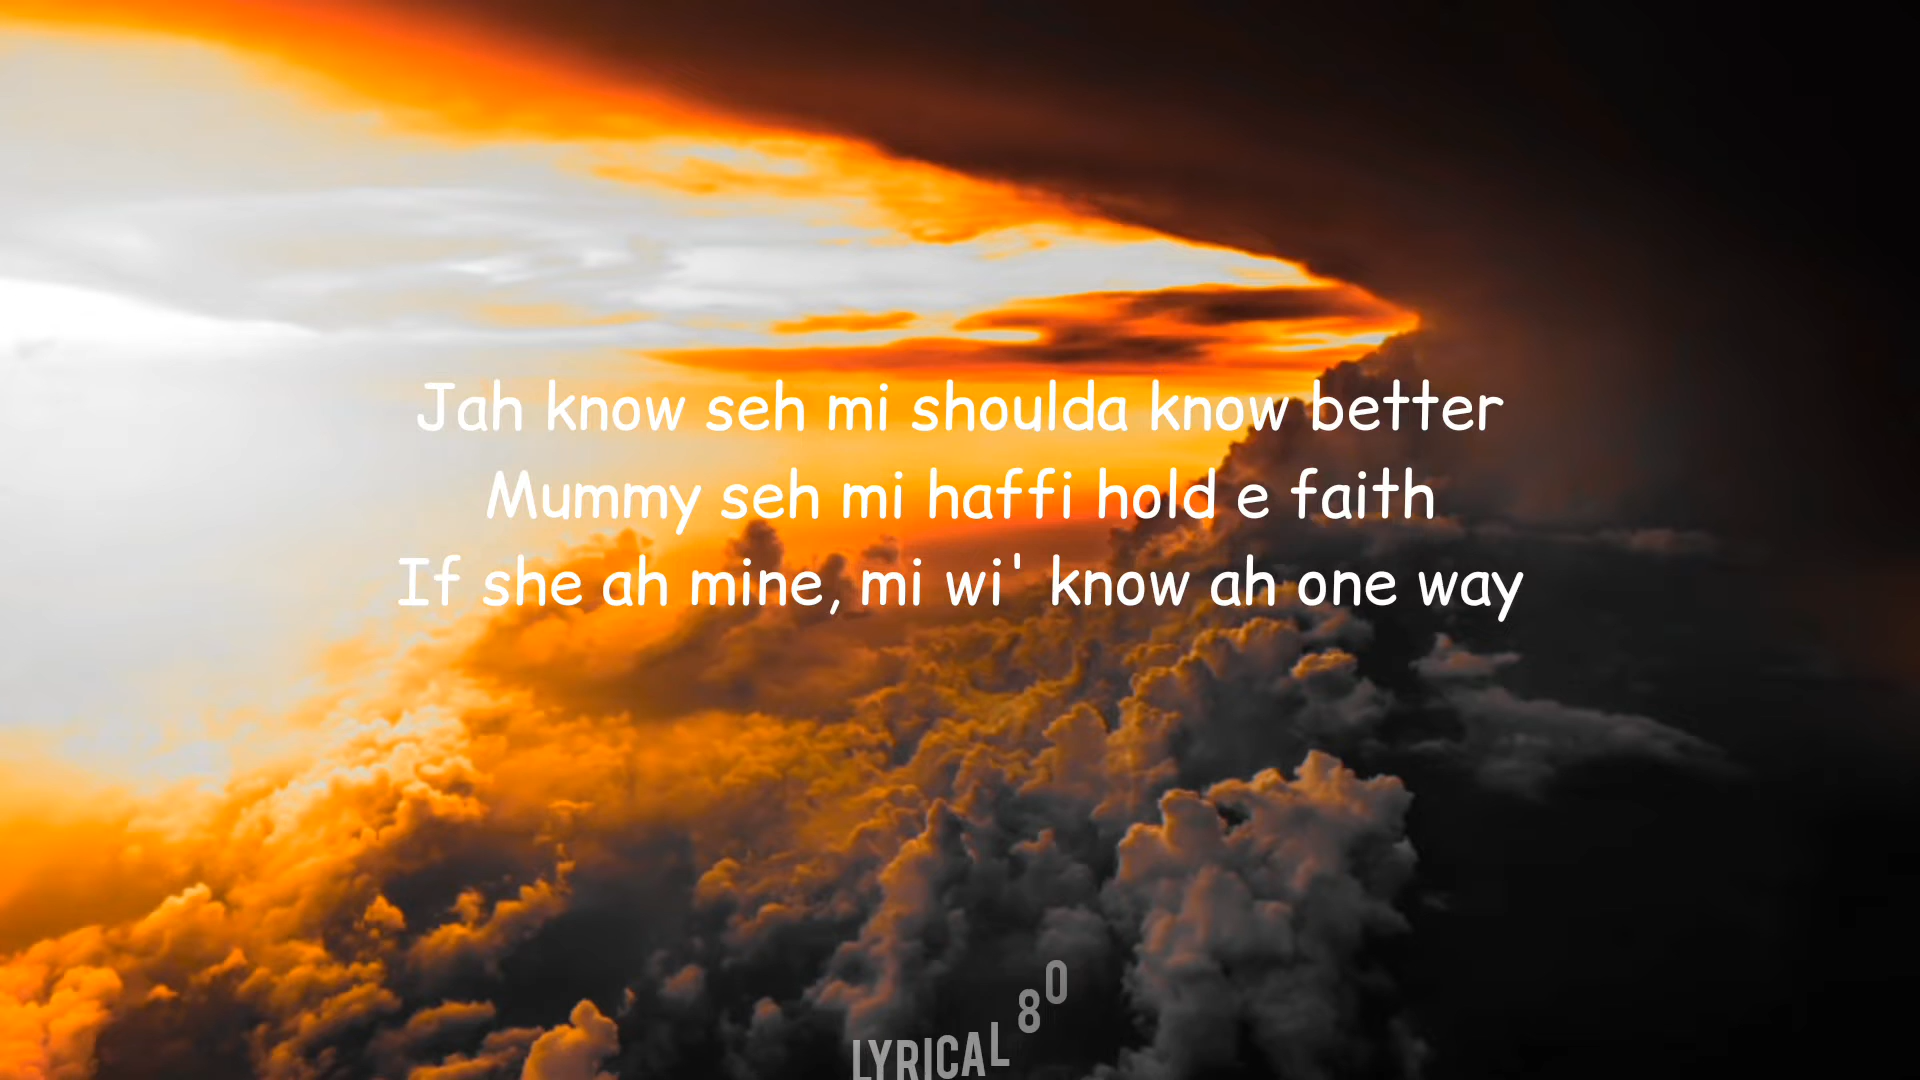 Jah know seh mi shoulda know better
Mummy seh mi haffi hold e faith
If she ah mine, mi wi' know ah one way
LYRICAL 80